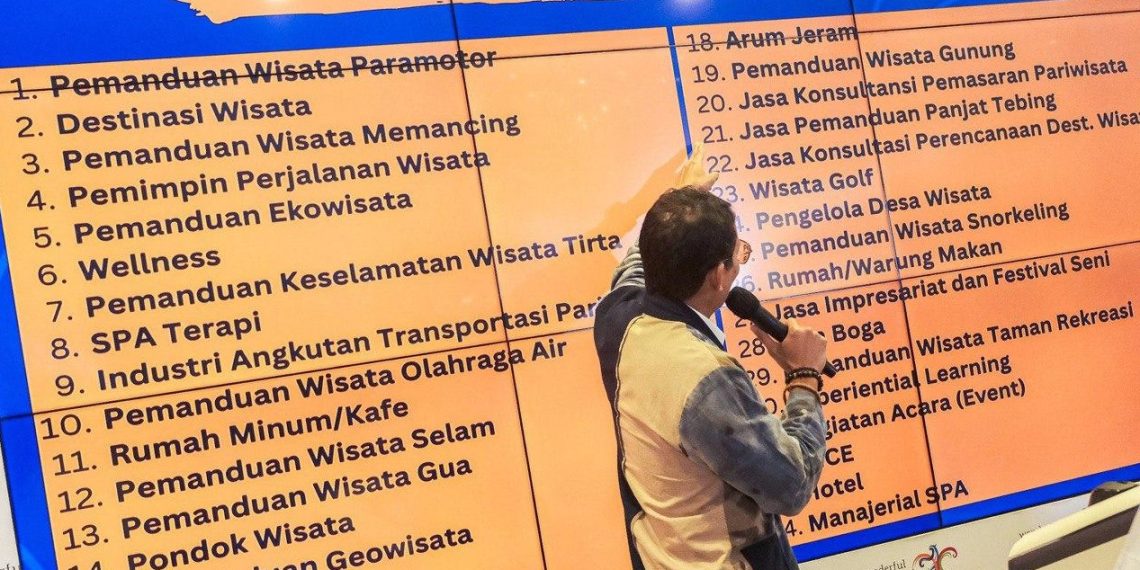 1. Pemanduan Wisata Paramotor
2. Destinasi Wisata
3. Pemanduan Wisata Memancing
4. Pemimpin Perjalanan Wisata
5. Pemanduan Ekowisata
6. Wellness
7. Pemanduan Keselamatan Wisata Tirta
8. SPA Terapi
9. Industri Angkutan Transportasi
10. Pemanduan Wisata Olahraga Air
11. Rumah Minum/Kafe
12. Pemanduan Wisata Selam
13. Pemanduan Wisata Gua
14. Pondok Wisata
Geowisata
18. Arum Jeram
19. Pemanduan Wisata Gunung
20. Jasa Konsultansi Pemasaran Pariwisata
21. Jasa Pemanduan Panjat Tebing
22. Jasa Konsultasi Perencanaan Dest.
23. Wisata Golf
Pengelola Desa Wisata
Pemanduan Wisata Snorkeling
Rumah/Warung Makan
Jasa Impresariat dan Festival Seni
28. Boga
29. Wisata Taman Rekreasi
Learning
Acara (Event)
Hotel
Manajerial SPA